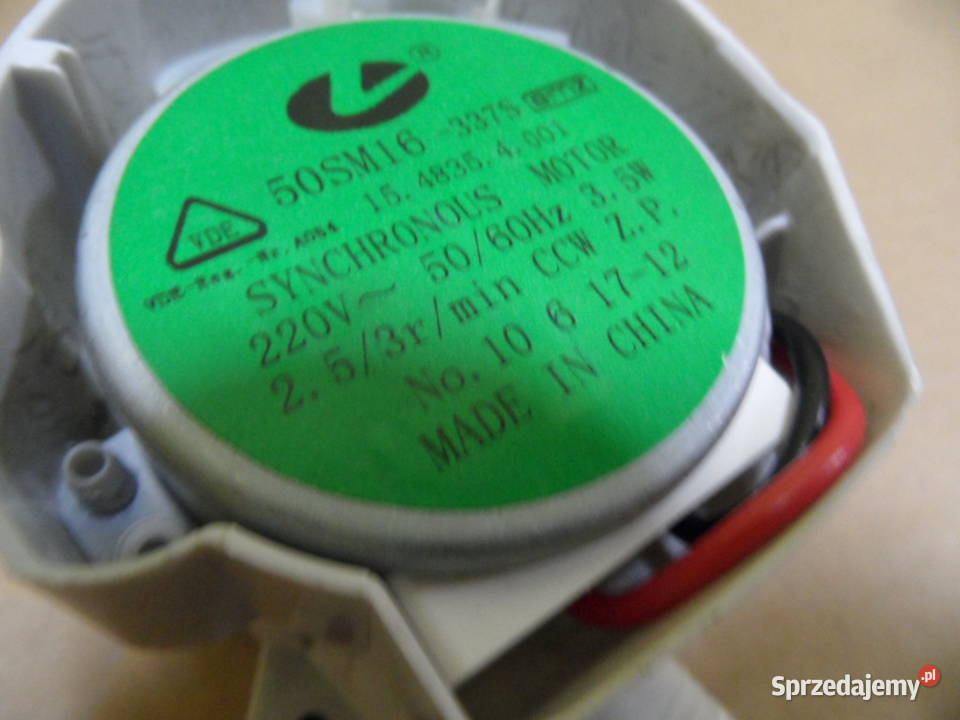 ®
50SM16 -337S
15.4835.4.001
VDE
VDE-Reg.-Nr.A084
SYNCHRONOUS MOTOR
220V~ 50/60Hz 3.5W
2.5/3r/min CCW Z.P.
No.10 6 17-12
MADE IN CHINA
Sprzedajemy.pl